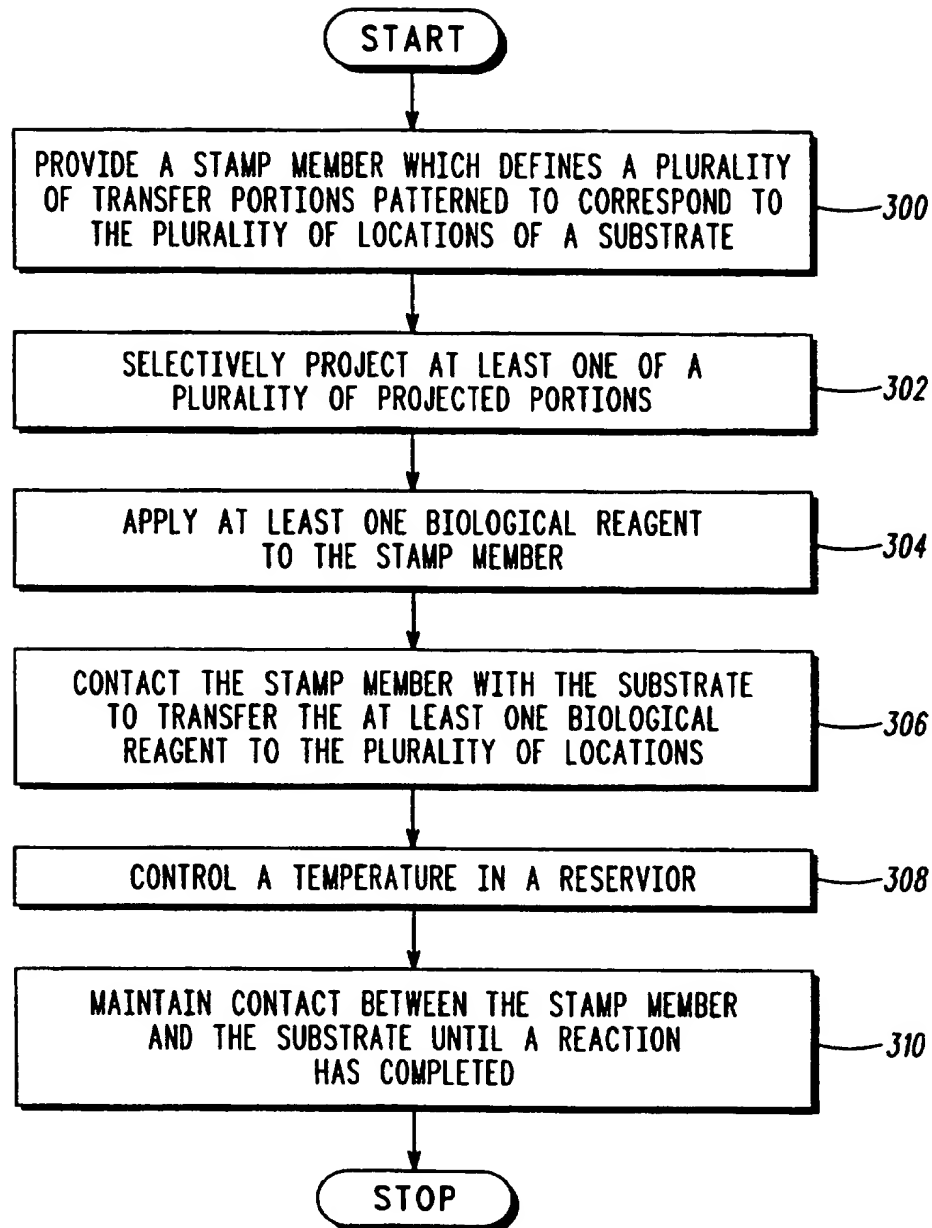 START
PROVIDE A STAMP MEMBER WHICH DEFINES A PLURALITY
OF TRANSFER PORTIONS PATTERNED TO CORRESPOND TO
THE PLURALITY OF LOCATIONS OF A SUBSTRATE
300
SELECTIVELY PROJECT AT LEAST ONE OF A
PLURALITY OF PROJECTED PORTIONS
302
APPLY AT LEAST ONE BIOLOGICAL REAGENT
TO THE STAMP MEMBER
304
CONTACT THE STAMP MEMBER WITH THE SUBSTRATE
TO TRANSFER THE AT LEAST ONE BIOLOGICAL
REAGENT TO THE PLURALITY OF LOCATIONS
306
CONTROL A TEMPERATURE IN A RESERVIOR
308
MAINTAIN CONTACT BETWEEN THE STAMP MEMBER
AND THE SUBSTRATE UNTIL A REACTION
HAS COMPLETED
310
STOP